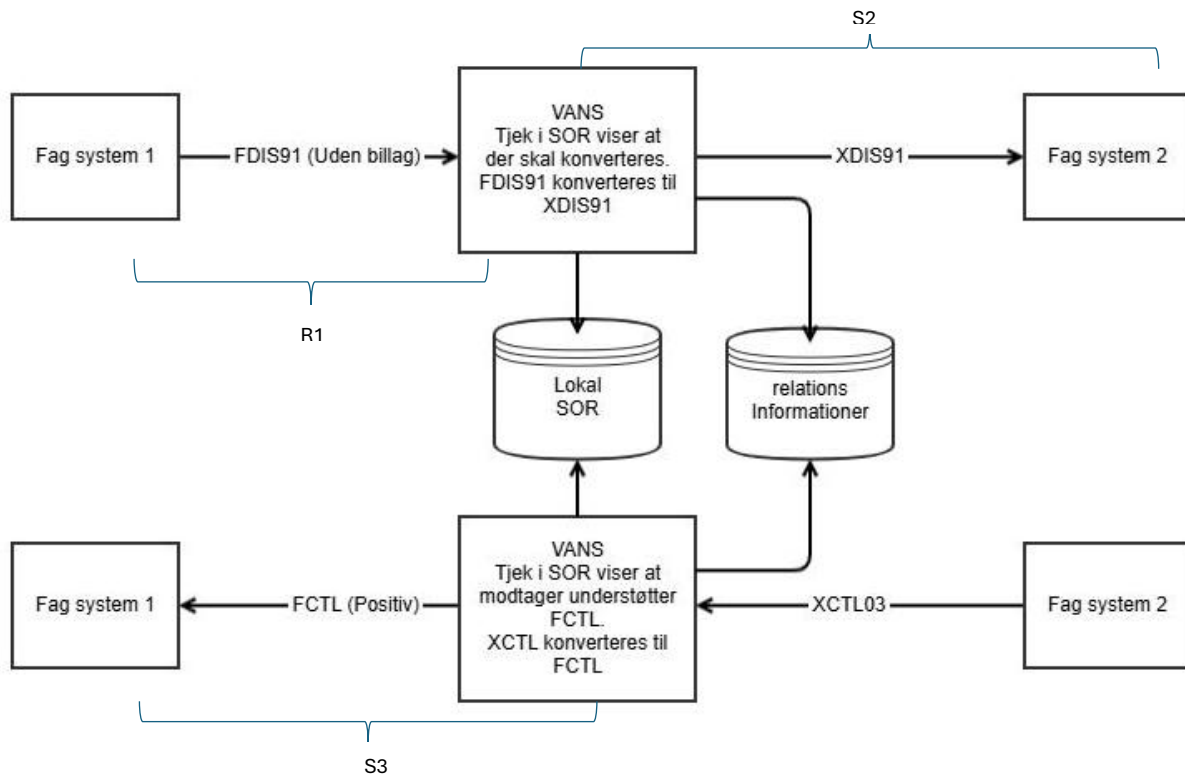 S2
Fag system 1
FDIS91 (Uden billag)
VANS
Tjek i SOR viser at
der skal konverteres.
FDIS91 konverteres til
XDIS91
XDIS91
Fag system 2
R1
Lokal
SOR
relations
Informationer
Fag system 1
FCTL (Positiv)
VANS
Tjek i SOR viser at
modtager understøtter
FCTL.
XCTL konverteres til
FCTL
XCTL03
Fag system 2
S3